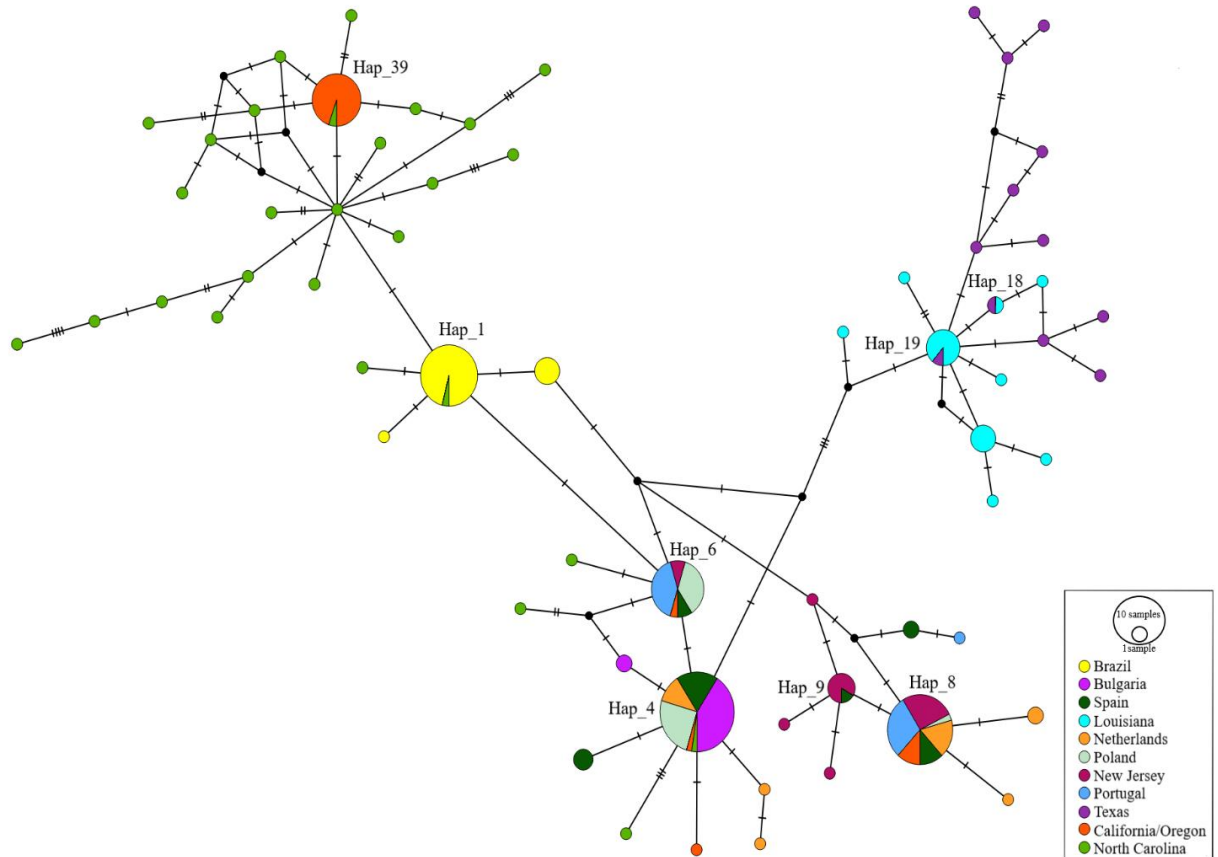 Hap_39
Hap_18
Hap_1
Hap_19
Hap_6
Hap_9
Hap_8
Hap_4
10 samples
1sample
Brazil
Bulgaria
Spain
Louisiana
Netherlands
Poland
New Jersey
Portugal
Texas
California/Oregon
North Carolina